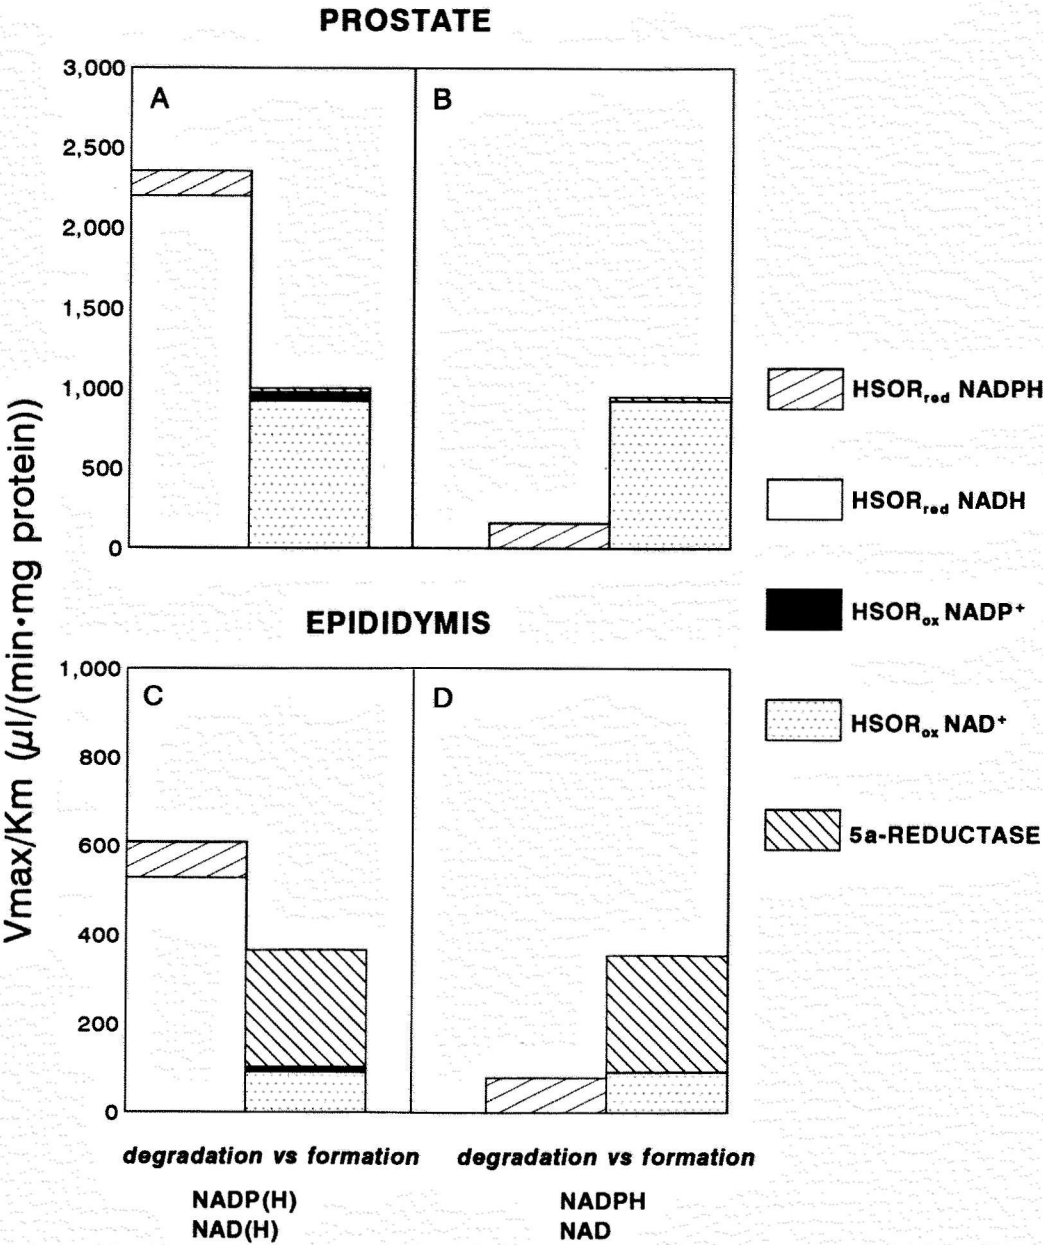 PROSTATE
3,000
2,500
2,000
1,500
1,000
500
0
A
B
EPIDIDYMIS
1,000
800
600
400
200
0
C
D
Vmax/Km (µl/(min·mg protein))
HSORred NADPH
HSORred NADH
HSORox NADP+
HSORox NAD+
5a-REDUCTASE
degradation vs formation
degradation vs formation
NADP(H)
NAD(H)
NADPH
NAD